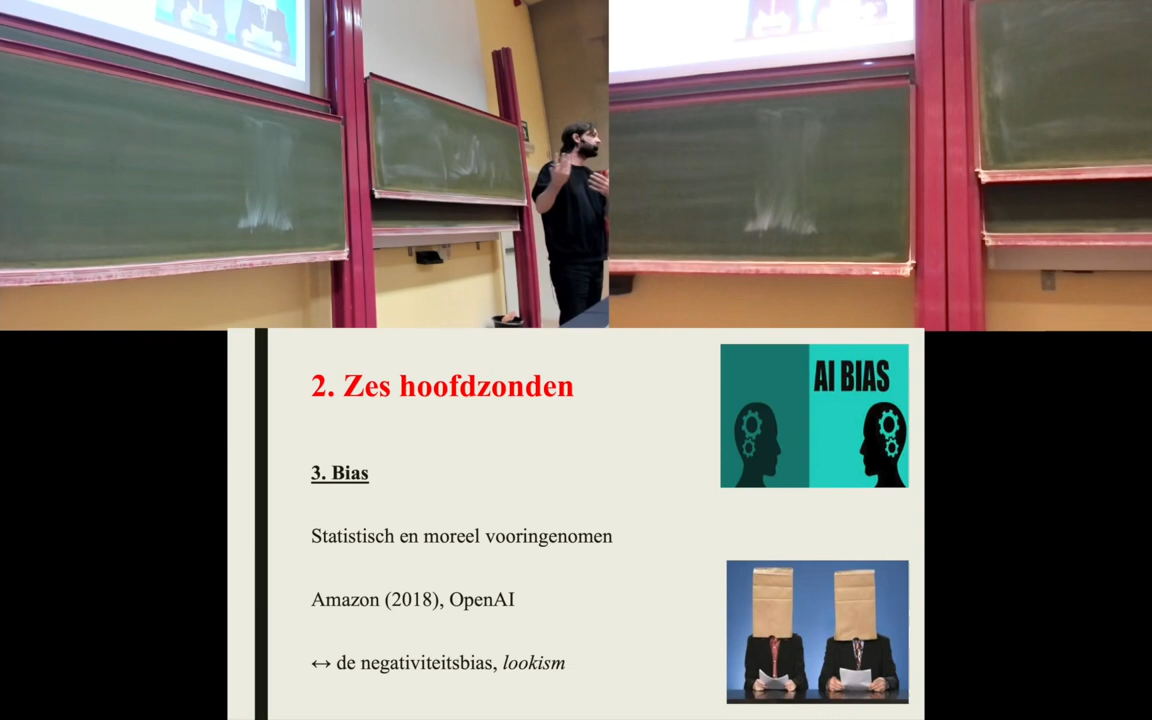 2. Zes hoofdzonden
AI BIAS
3. Bias
Statistisch en moreel vooringenomen
Amazon (2018), OpenAI
↔ de negativiteitsbias, lookism